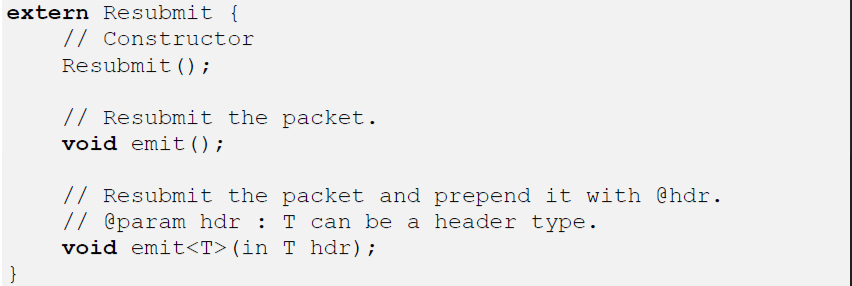 extern Resubmit {
    // Constructor
    Resubmit();

    // Resubmit the packet.
    void emit();

    // Resubmit the packet and prepend it with @hdr.
    // @param hdr : T can be a header type.
    void emit<T>(in T hdr);
}